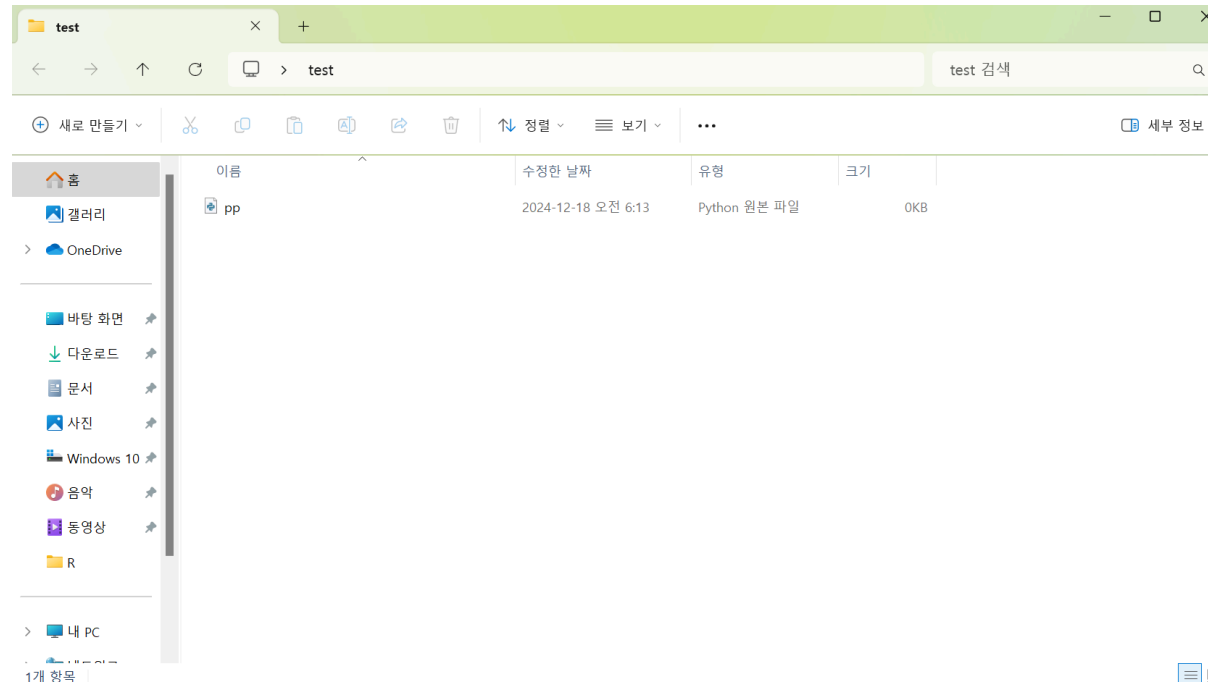 test
test
test 검색
새로 만들기
정렬
보기
세부 정보
홈
갤러리
OneDrive
바탕 화면
다운로드
문서
사진
Windows 10
음악
동영상
R
내 PC
이름 수정한 날짜 유형 크기
pp 2024-12-18 오전 6:13 Python 원본 파일 0KB
1개 항목